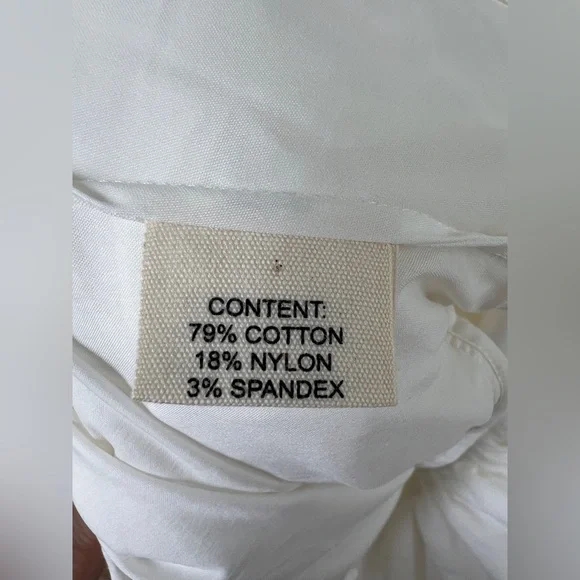 CONTENT:
79% COTTON
18% NYLON
3% SPANDEX